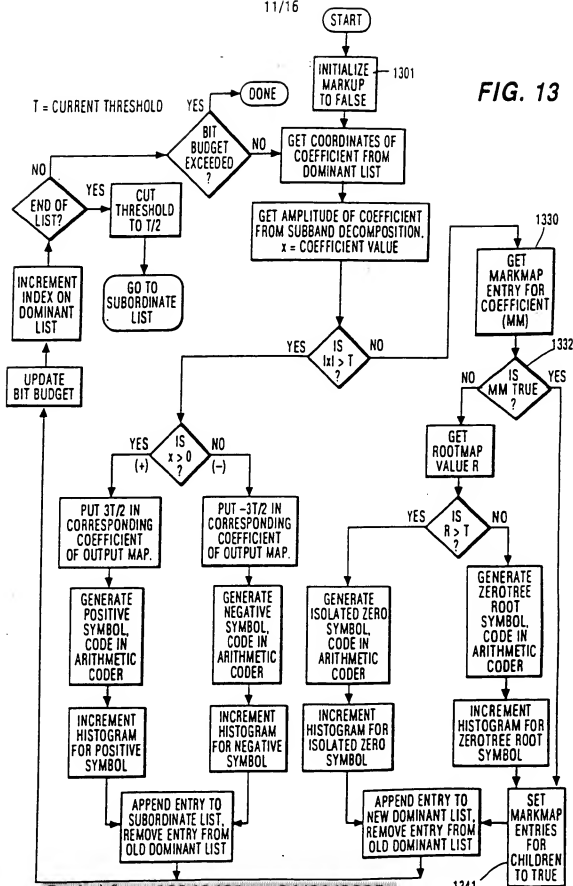 11/16
START
INITIALIZE
MARKUP
TO FALSE
1301
FIG. 13
T = CURRENT THRESHOLD
YES
DONE
BIT
BUDGET
EXCEEDED
?
NO
GET COORDINATES OF
COEFFICIENT FROM
DOMINANT LIST
NO
END OF
LIST?
YES
CUT
THRESHOLD
TO T/2
GO TO
SUBORDINATE
LIST
INCREMENT
INDEX ON
DOMINANT
LIST
UPDATE
BIT BUDGET
GET AMPLITUDE OF COEFFICIENT
FROM SUBBAND DECOMPOSITION.
x = COEFFICIENT VALUE
1330
GET
MARKMAP
ENTRY FOR
COEFFICIENT
(MM)
YES
IS
|x| > T
?
NO
1332
NO
IS
MM TRUE
?
YES
GET
ROOTMAP
VALUE R
YES
(+)
IS
x > 0
?
NO
(–)
PUT 3T/2 IN
CORRESPONDING
COEFFICIENT
OF OUTPUT MAP.
PUT –3T/2 IN
CORRESPONDING
COEFFICIENT
OF OUTPUT MAP.
YES
IS
R > T
?
NO
GENERATE
POSITIVE
SYMBOL,
CODE IN
ARITHMETIC
CODER
GENERATE
NEGATIVE
SYMBOL,
CODE IN
ARITHMETIC
CODER
GENERATE
ISOLATED ZERO
SYMBOL,
CODE IN
ARITHMETIC
CODER
GENERATE
ZEROTREE
ROOT
SYMBOL,
CODE IN
ARITHMETIC
CODER
INCREMENT
HISTOGRAM
FOR POSITIVE
SYMBOL
INCREMENT
HISTOGRAM
FOR NEGATIVE
SYMBOL
INCREMENT
HISTOGRAM FOR
ISOLATED ZERO
SYMBOL
INCREMENT
HISTOGRAM FOR
ZEROTREE ROOT
SYMBOL
APPEND ENTRY TO
SUBORDINATE LIST,
REMOVE ENTRY FROM
OLD DOMINANT LIST
APPEND ENTRY TO
NEW DOMINANT LIST,
REMOVE ENTRY FROM
OLD DOMINANT LIST
SET
MARKMAP
ENTRIES
FOR
CHILDREN
TO TRUE
1341